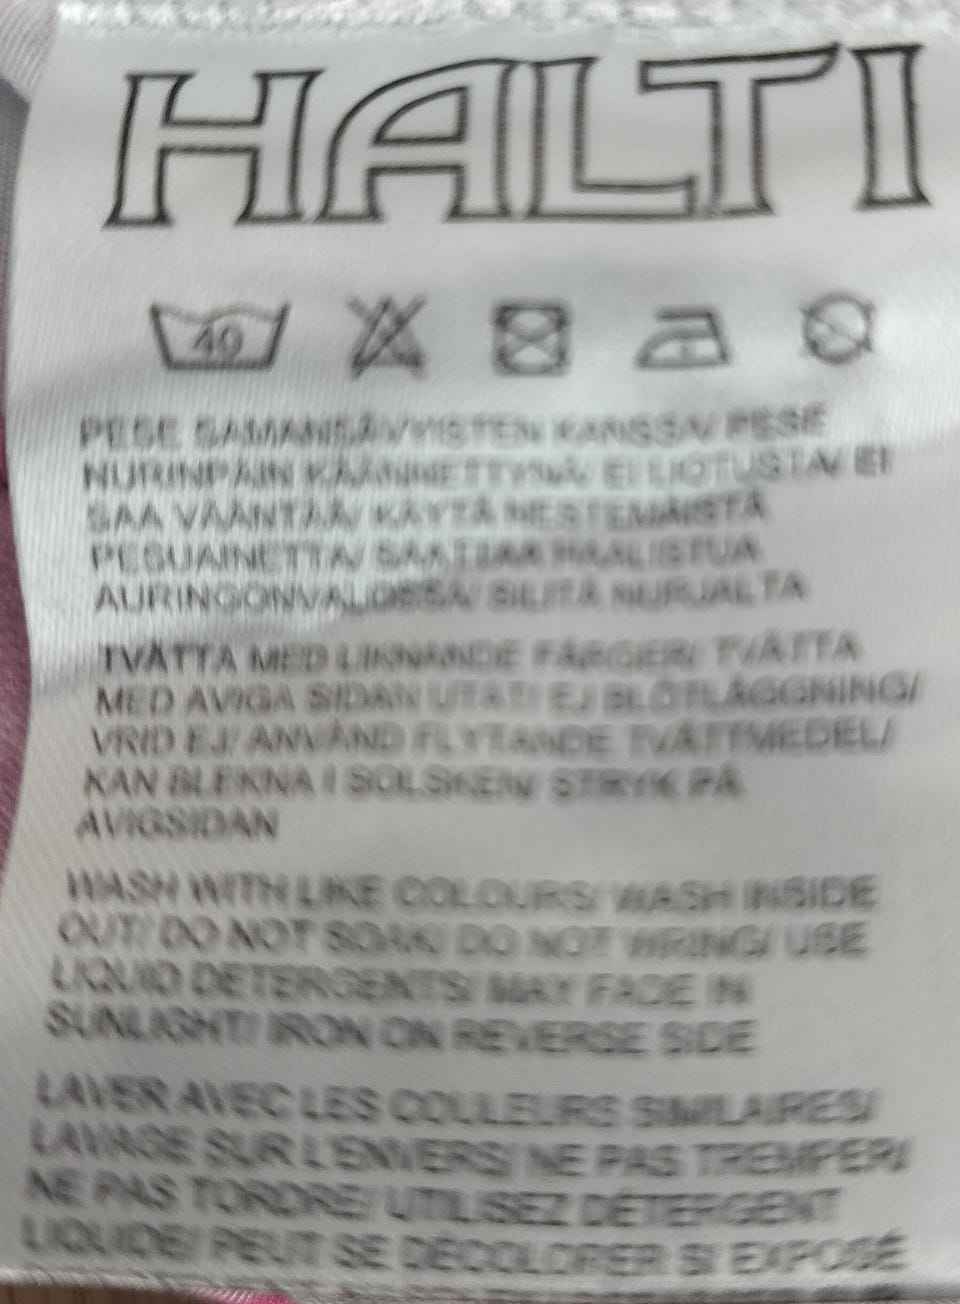 HALTI
40
PESE SAMANSÄVYISTEN KANSSA/ PESE
NURINPÄIN KÄÄNNETTYNÄ/ EI LIOTUSTA/ EI
SAA VÄÄNTÄÄ/ KÄYTÄ NESTEMÄISTÄ
PESUAINETTA/ SAATTAA HAALISTUA
AURINGONVALOSSA/ SILITÄ NURJALTA
TVÄTTA MED LIKNANDE FÄRGER/ TVÄTTA
MED AVIGA SIDAN UTÅT/ EJ BLÖTLÄGGNING/
VRID EJ/ ANVÄND FLYTANDE TVÄTTMEDEL/
KAN BLEKNA I SOLSKEN/ STRYK PÅ
AVIGSIDAN
WASH WITH LIKE COLOURS/ WASH INSIDE
OUT/ DO NOT SOAK/ DO NOT WRING/ USE
LIQUID DETERGENTS/ MAY FADE IN
SUNLIGHT/ IRON ON REVERSE SIDE
LAVER AVEC LES COULEURS SIMILAIRES/
LAVAGE SUR L'ENVERS/ NE PAS TREMPER/
NE PAS TORDRE/ UTILISEZ DÉTERGENT
LIQUIDE/ PEUT SE DÉCOLORER SI EXPOSÉ